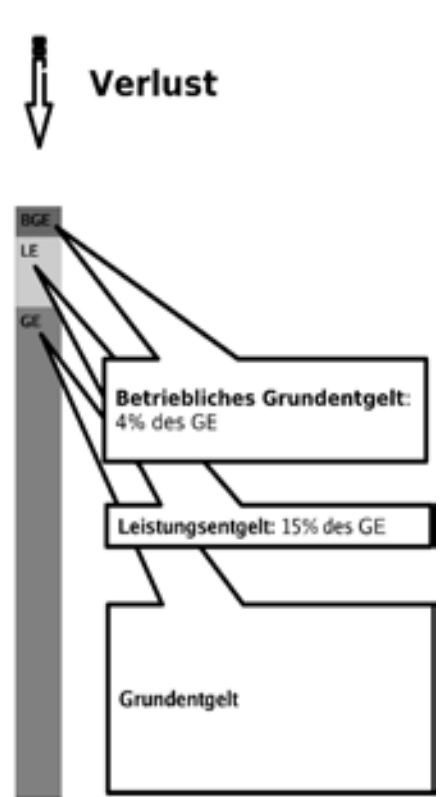 Verlust
BGE
LE
GE
Betriebliches Grundentgelt:
4% des GE
Leistungsentgelt: 15% des GE
Grundentgelt